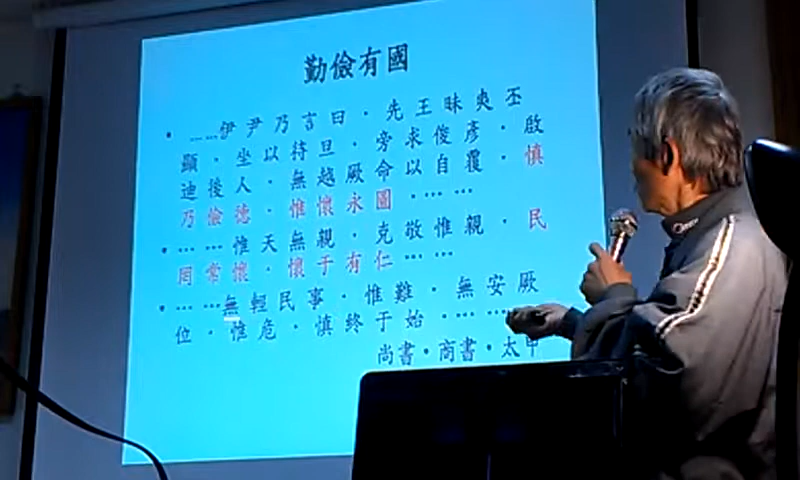 勤儉有國
• ……伊尹乃言曰．先王昧爽丕
顯．坐以待旦．旁求俊彥．啟
迪後人．無越厥命以自覆．慎
乃儉德．惟懷永圖．……
• ……惟天無親．克敬惟親．民
罔常懷．懷于有仁……
• ……無輕民事．惟難．無安厥
位．惟危．慎終于始．……
尚書．商書．太甲